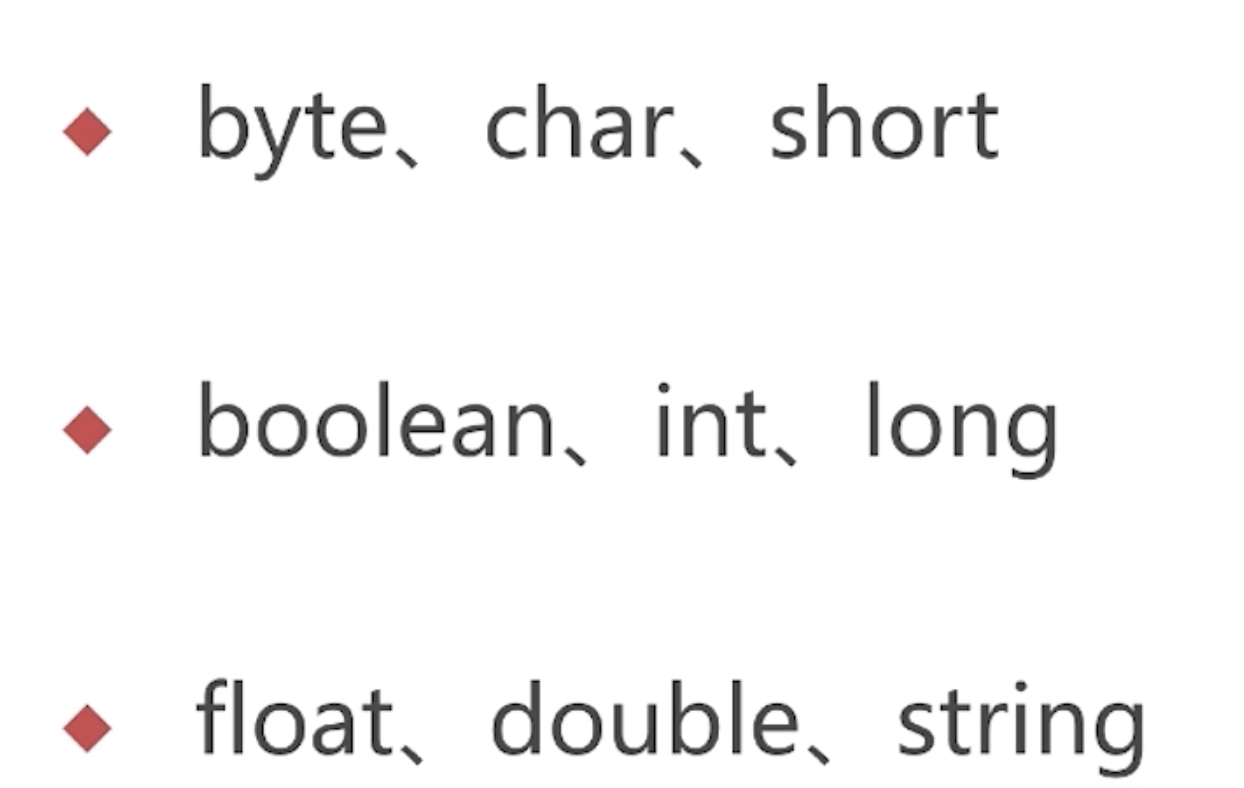 byte、char、short
boolean、int、long
float、double、string